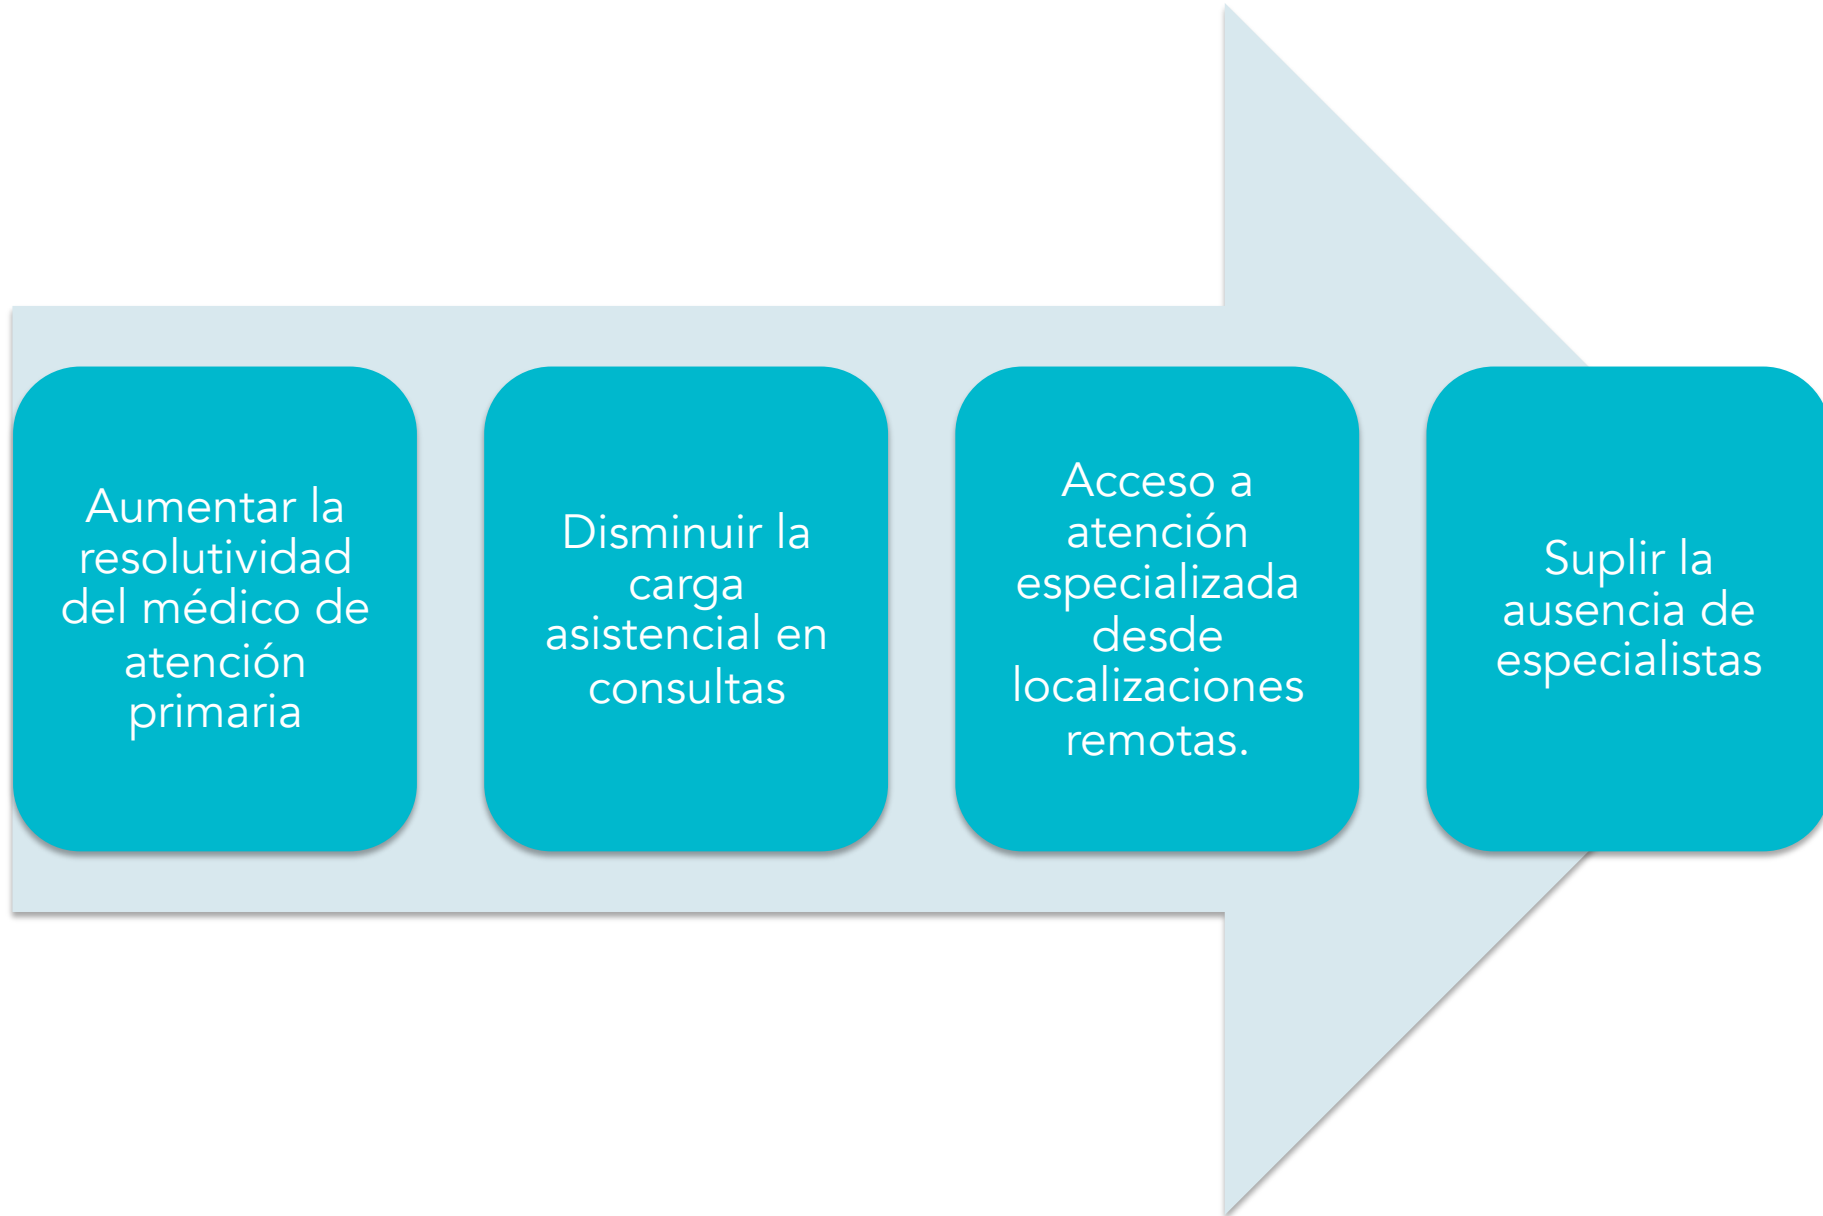 Aumentar la
resolutividad
del médico de
atención
primaria
Disminuir la
carga
asistencial en
consultas
Acceso a
atención
especializada
desde
localizaciones
remotas.
Suplir la
ausencia de
especialistas